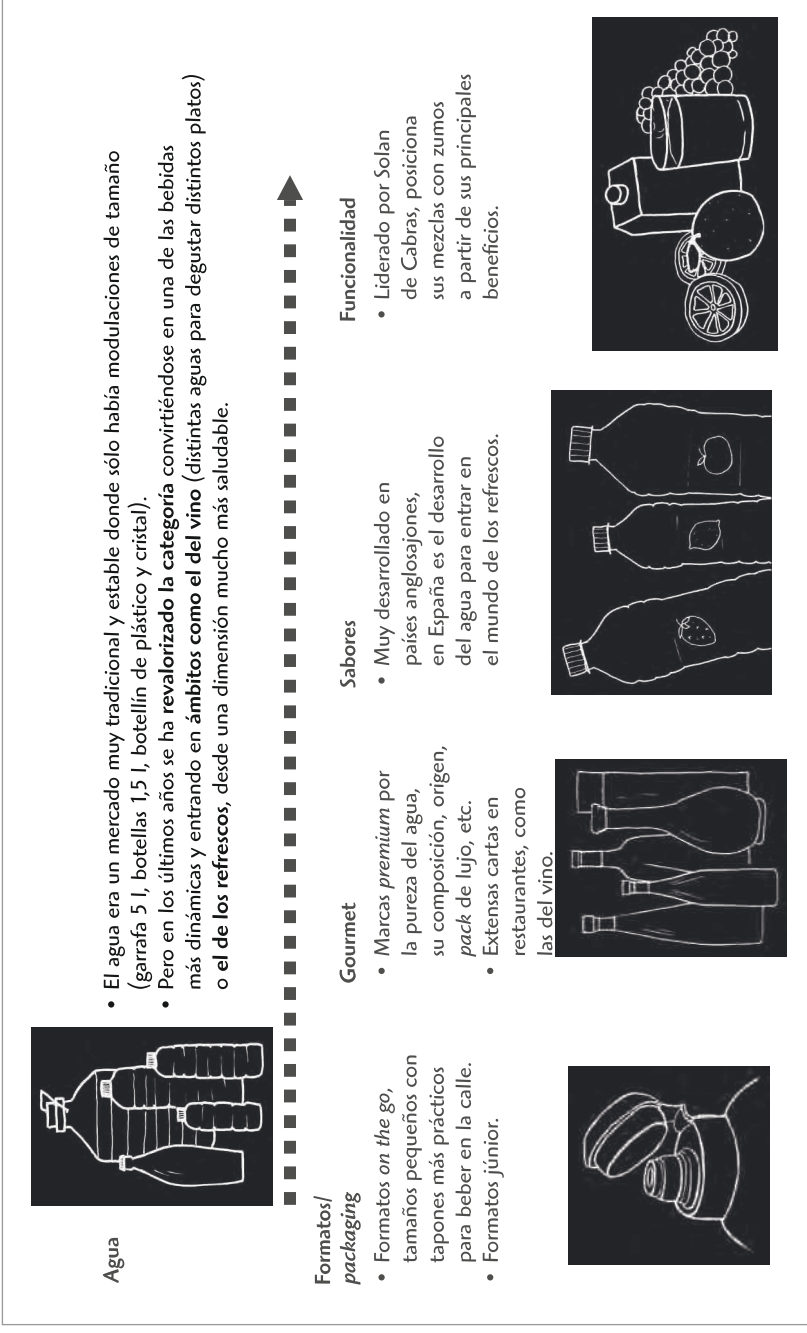 Agua
• El agua era un mercado muy tradicional y estable donde sólo había modulaciones de tamaño
(garrafa 5 l, botellas 1,5 l, botellín de plástico y cristal).
• Pero en los últimos años se ha revalorizado la categoría convirtiéndose en una de las bebidas
más dinámicas y entrando en ámbitos como el del vino (distintas aguas para degustar distintos platos)
o el de los refrescos, desde una dimensión mucho más saludable.
Formatos/
packaging
• Formatos on the go,
tamaños pequeños con
tapones más prácticos
para beber en la calle.
• Formatos júnior.
Gourmet
• Marcas premium por
la pureza del agua,
su composición, origen,
pack de lujo, etc.
• Extensas cartas en
restaurantes, como
las del vino.
Sabores
• Muy desarrollado en
países anglosajones,
en España es el desarrollo
del agua para entrar en
el mundo de los refrescos.
Funcionalidad
• Liderado por Solan
de Cabras, posiciona
sus mezclas con zumos
a partir de sus principales
beneficios.